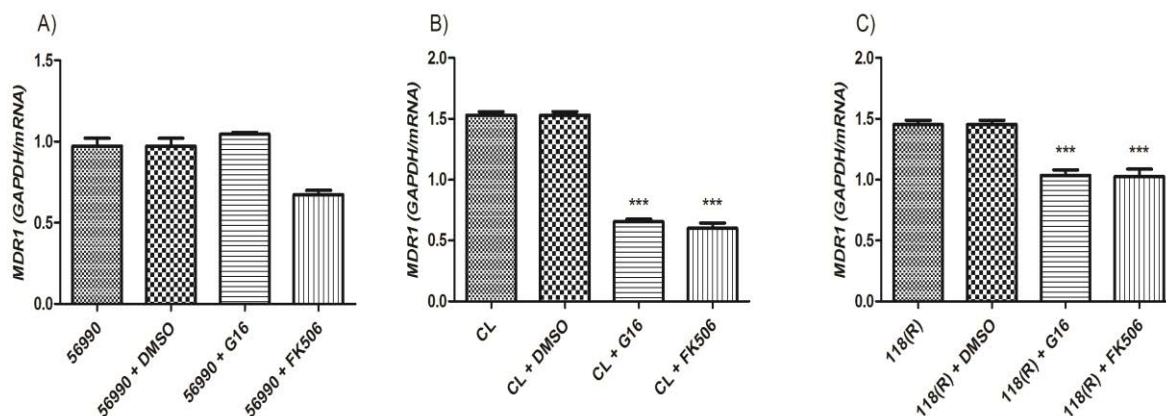 A)
MDR1 (GAPDH/mRNA)
1.5
1.0
0.5
0.0
56990
56990 + DMSO
56990 + G16
56990 + FK506
B)
MDR1 (GAPDH/mRNA)
2.0
1.5
1.0
0.5
0.0
***
***
CL
CL + DMSO
CL + G16
CL + FK506
C)
MDR1 (GAPDH/mRNA)
2.0
1.5
1.0
0.5
0.0
***
***
118(R)
118(R) + DMSO
118(R) + G16
118(R) + FK506